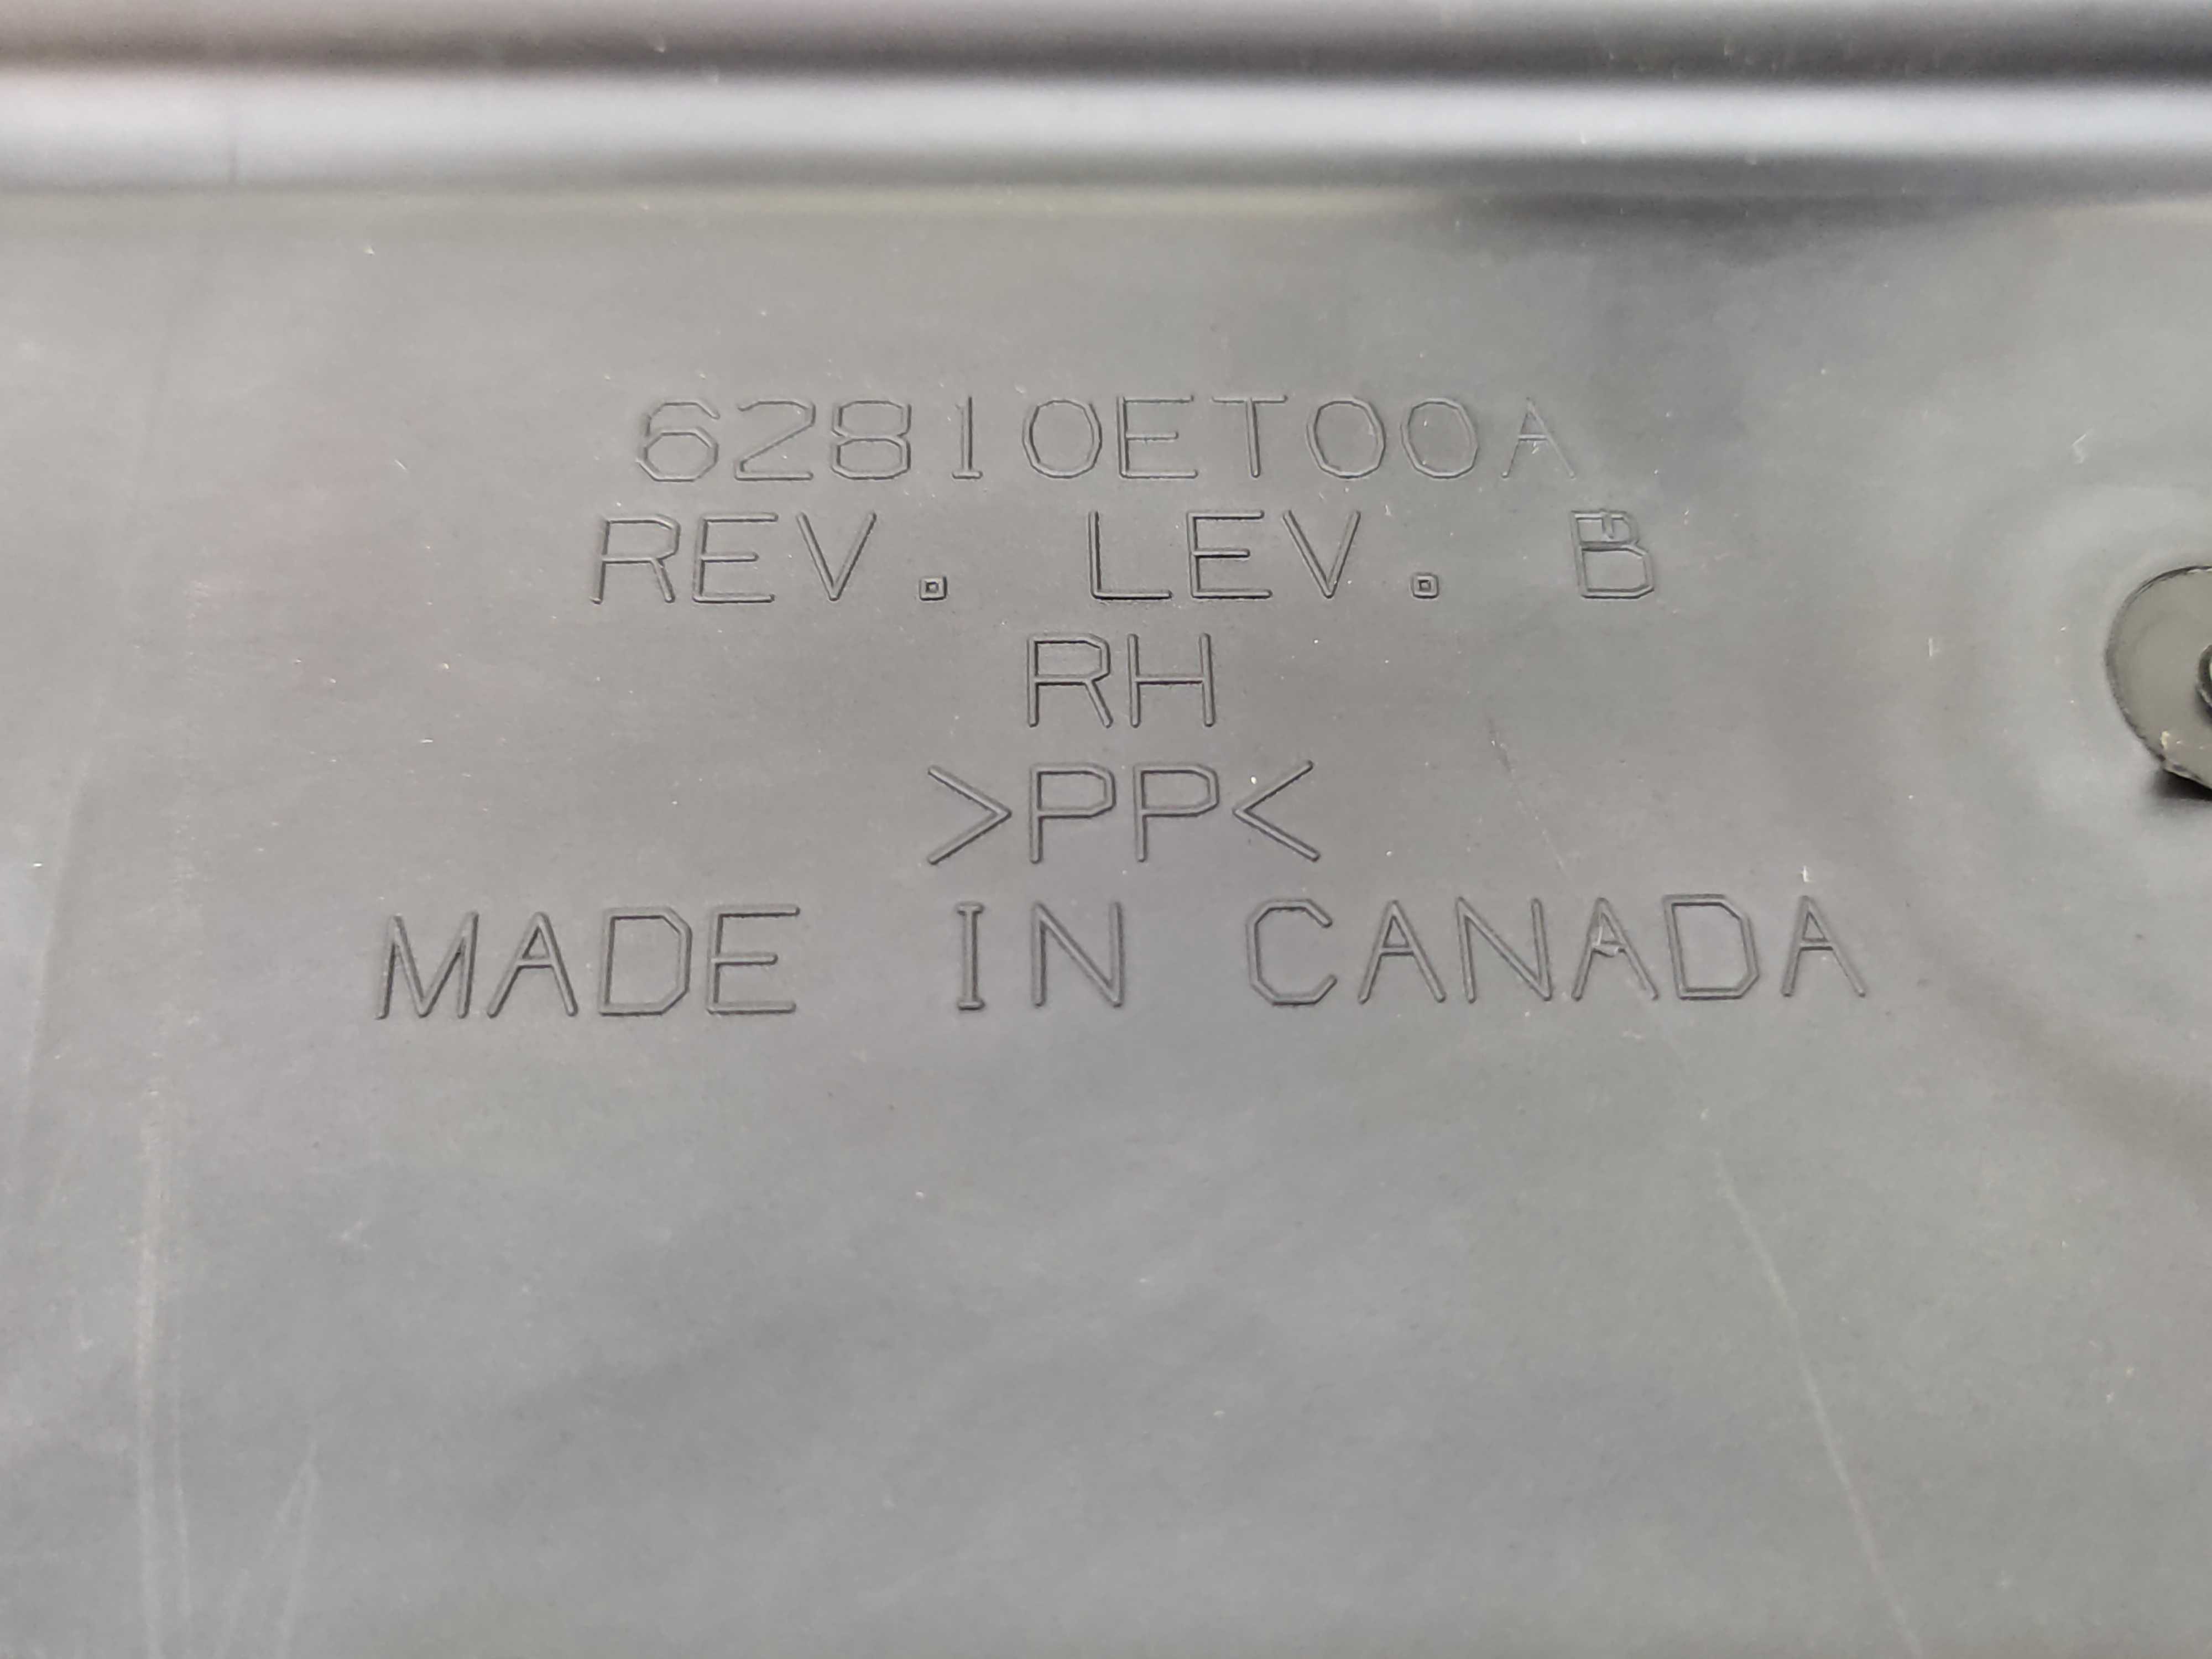 62810ET00A
REV. LEV. B
RH
>PP<
MADE IN CANADA